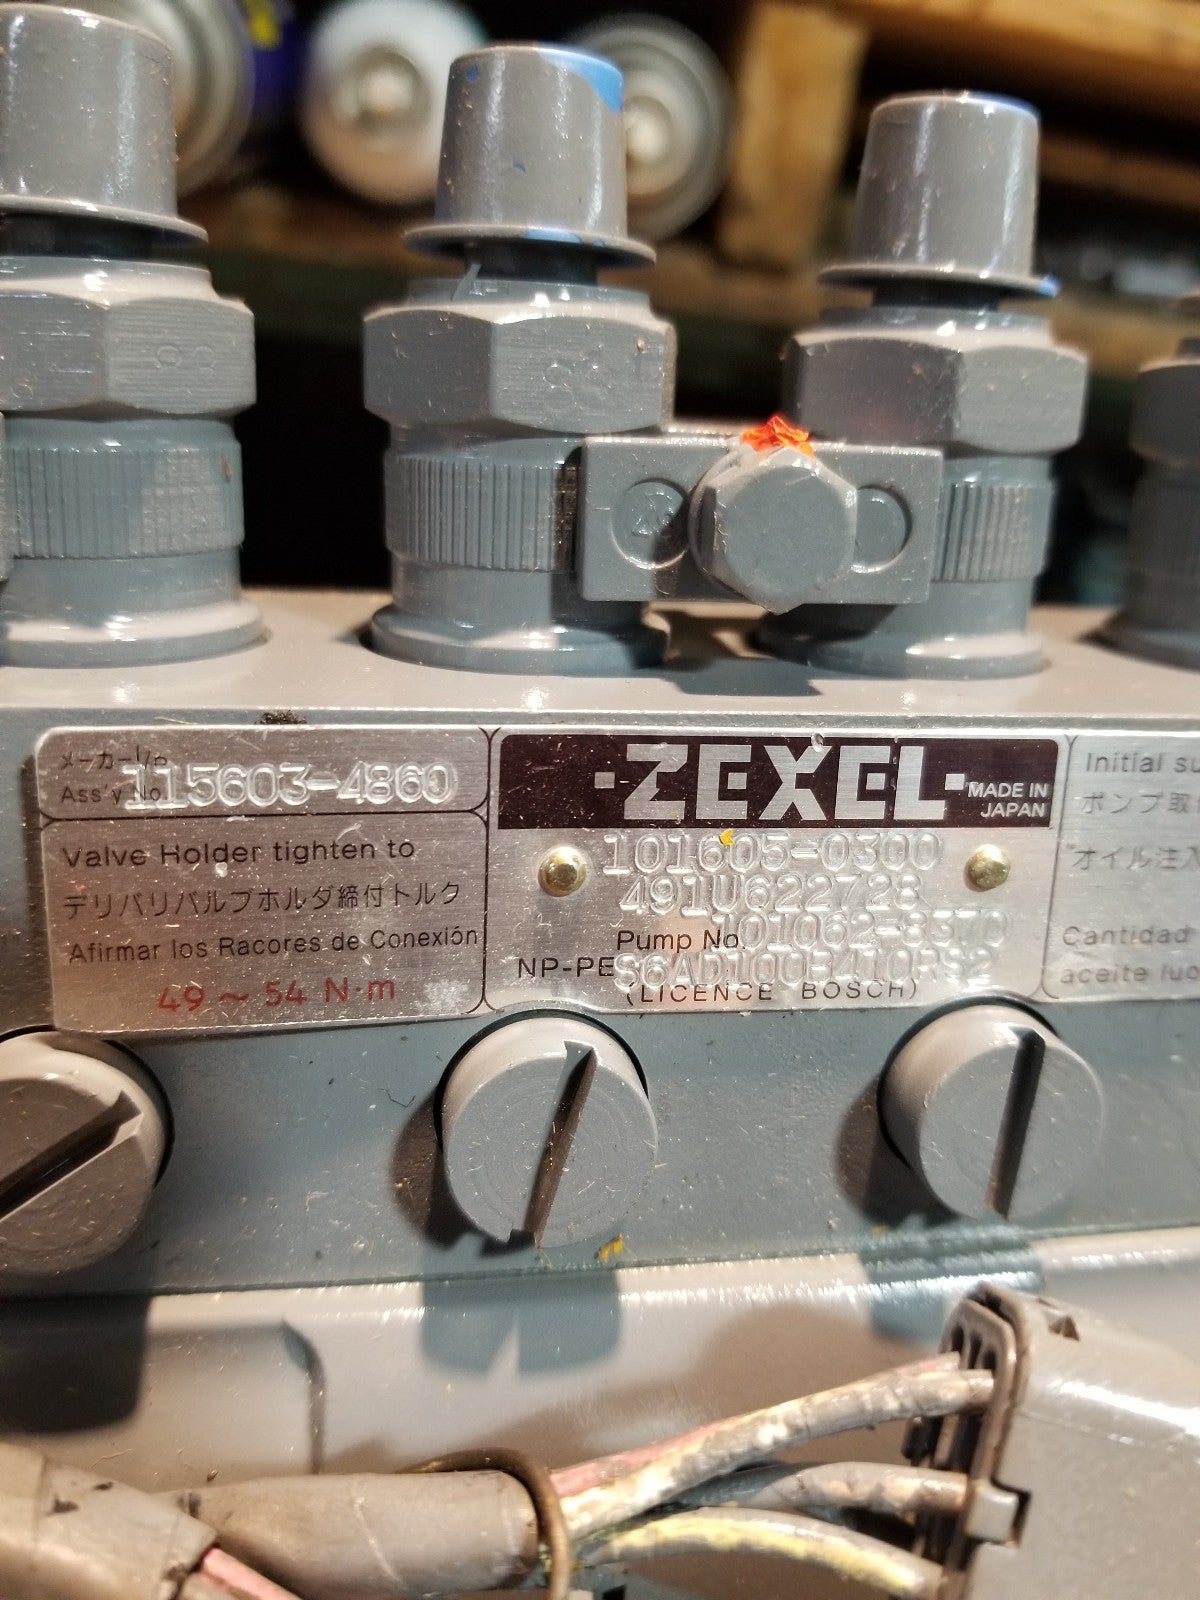 メーカーI/P
Ass'y No. 115603-4860
Valve Holder tighten to
デリバリバルブホルダ締付トルク
Afirmar los Racores de Conexión
49 ~ 54 N·m
·ZEXEL·
MADE IN
JAPAN
101605-0300
491U622728
Pump No. 101062-8370
NP-PE S6AD100B410RS2
(LICENCE BOSCH)
Initial su
ポンプ取
オイル注入
Cantidad
aceite luc